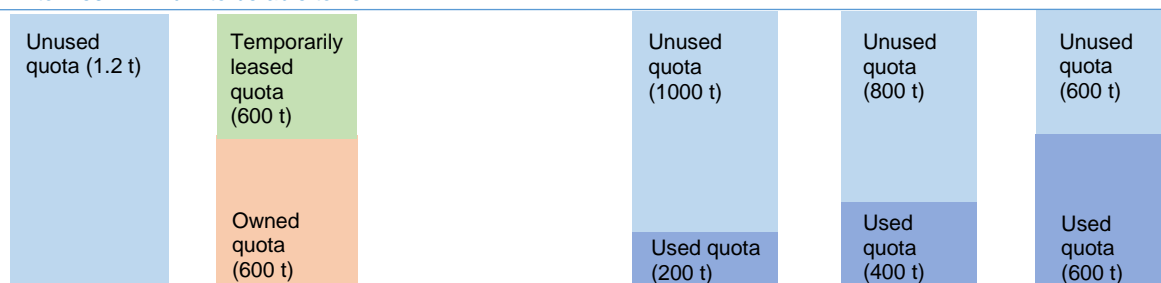 Unused
quota (1.2 t)
Temporarily
leased
quota
(600 t)
Owned
quota
(600 t)
Unused
quota
(1000 t)
Used quota
(200 t)
Unused
quota
(800 t)
Used
quota
(400 t)
Unused
quota
(600 t)
Used
quota
(600 t)